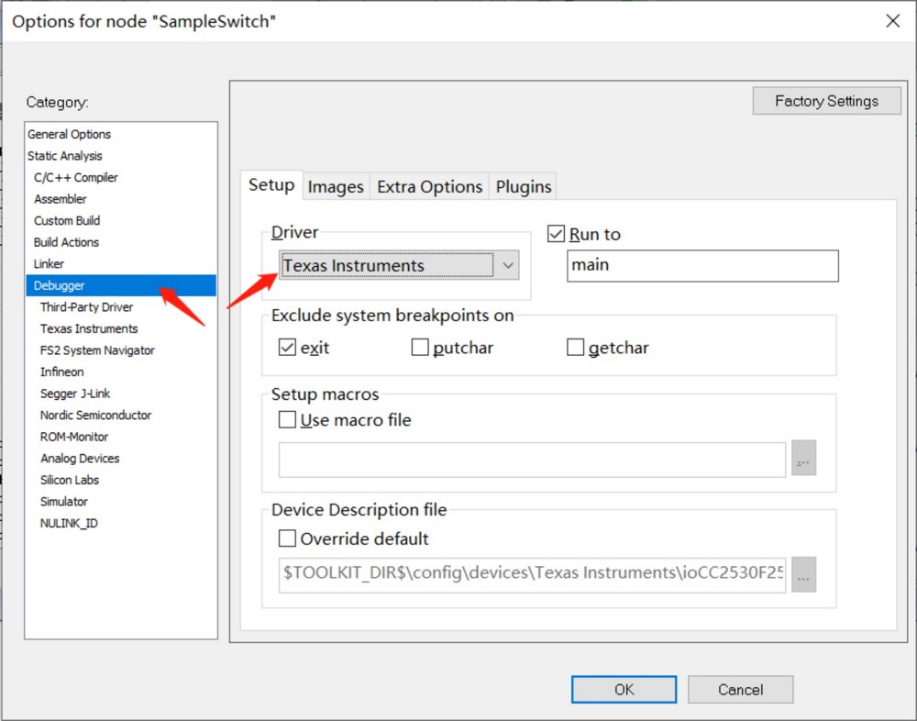 Options for node "SampleSwitch"
Category:
Factory Settings
General Options
Static Analysis
C/C++ Compiler
Assembler
Custom Build
Build Actions
Linker
Debugger
Third-Party Driver
Texas Instruments
FS2 System Navigator
Infineon
Segger J-Link
Nordic Semiconductor
ROM-Monitor
Analog Devices
Silicon Labs
Simulator
NULINK_ID
Setup Images Extra Options Plugins
Driver
Texas Instruments
Run to
main
Exclude system breakpoints on
exit putchar getchar
Setup macros
Use macro file
...
Device Description file
Override default
$TOOLKIT_DIR$\config\devices\Texas Instruments\ioCC2530F25
...
OK Cancel